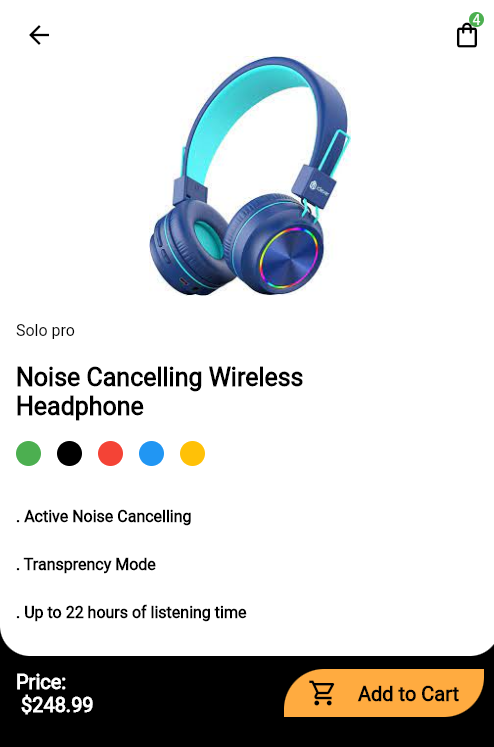 4
Solo pro
Noise Cancelling Wireless
Headphone
. Active Noise Cancelling
. Transprency Mode
. Up to 22 hours of listening time
Price:
$248.99
Add to Cart